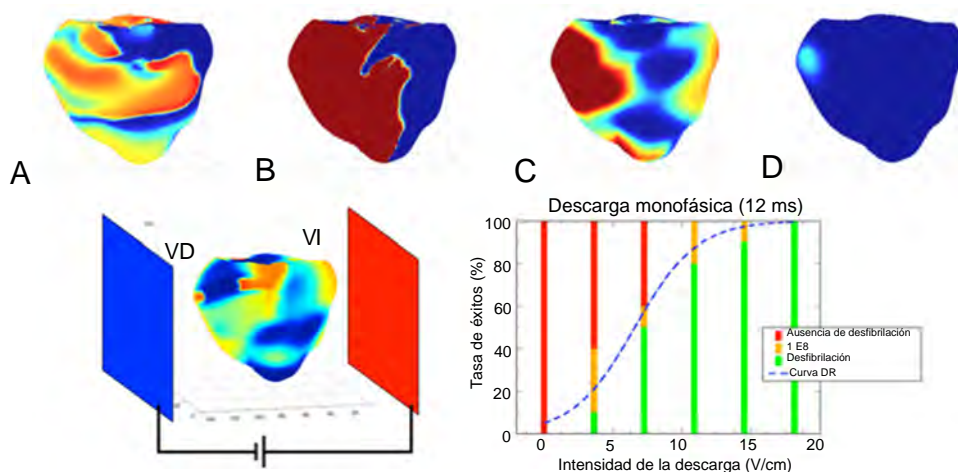 A
B
C
D
VD
VI
Descarga monofásica (12 ms)
Tasa de éxitos (%)
100
80
60
40
20
0
0
5
10
15
20
Intensidad de la descarga (V/cm)
Ausencia de desfibrilación
1 E8
Desfibrilación
Curva DR